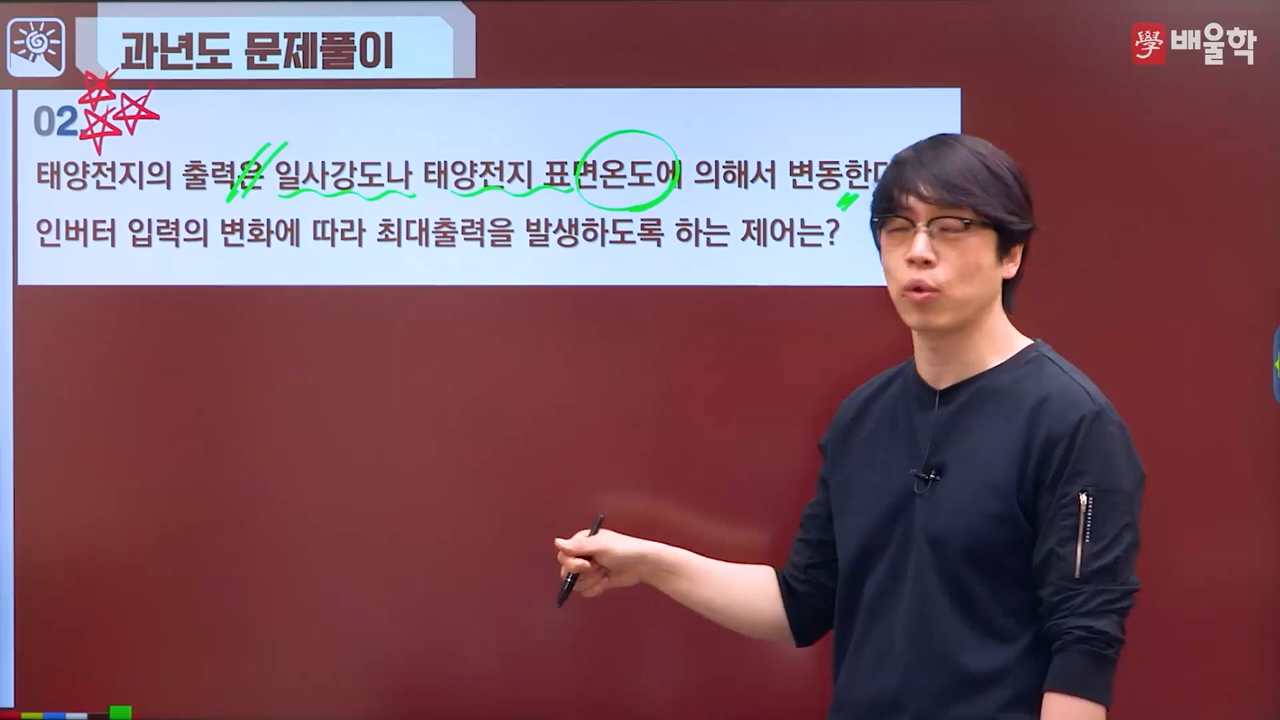 과년도 문제풀이
學 배울학
02
태양전지의 출력은 일사강도나 태양전지 표면온도에 의해서 변동한
인버터 입력의 변화에 따라 최대출력을 발생하도록 하는 제어는?